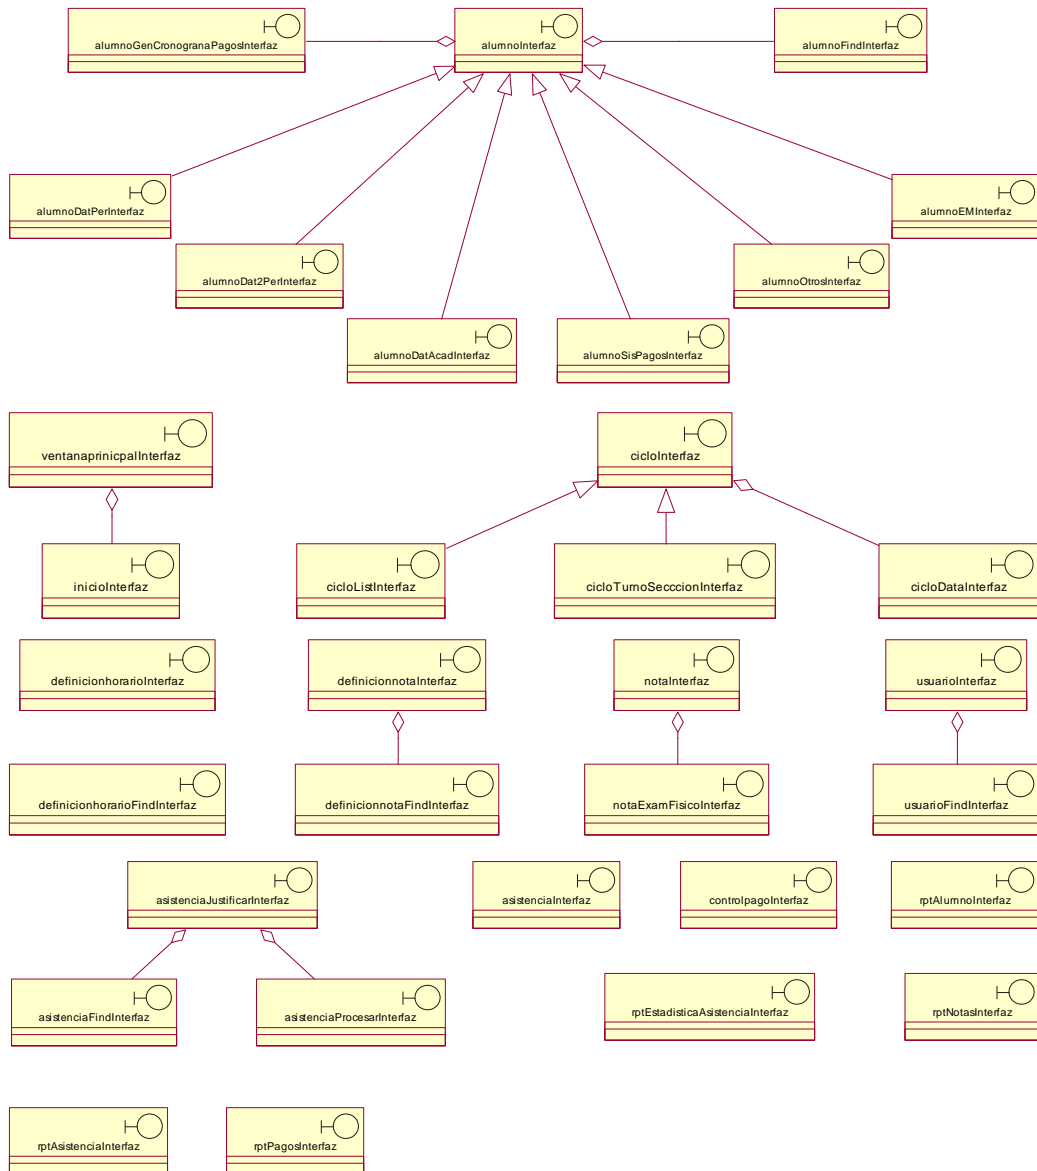 alumnoGenCronogranaPagosInterfaz
alumnoInterfaz
alumnoFindInterfaz
alumnoDatPerInterfaz
alumnoEMInterfaz
alumnoDat2PerInterfaz
alumnoOtrosInterfaz
alumnoDatAcadInterfaz
alumnoSisPagosInterfaz
ventanaprinicpalInterfaz
cicloInterfaz
inicioInterfaz
cicloListInterfaz
cicloTurnoSecccionInterfaz
cicloDataInterfaz
definicionhorarioInterfaz
definicionnotaInterfaz
notaInterfaz
usuarioInterfaz
definicionhorarioFindInterfaz
definicionnotaFindInterfaz
notaExamFisicoInterfaz
usuarioFindInterfaz
asistenciaJustificarInterfaz
asistenciaInterfaz
controlpagoInterfaz
rptAlumnoInterfaz
asistenciaFindInterfaz
asistenciaProcesarInterfaz
rptEstadisticaAsistenciaInterfaz
rptNotasInterfaz
rptAsistenciaInterfaz
rptPagosInterfaz